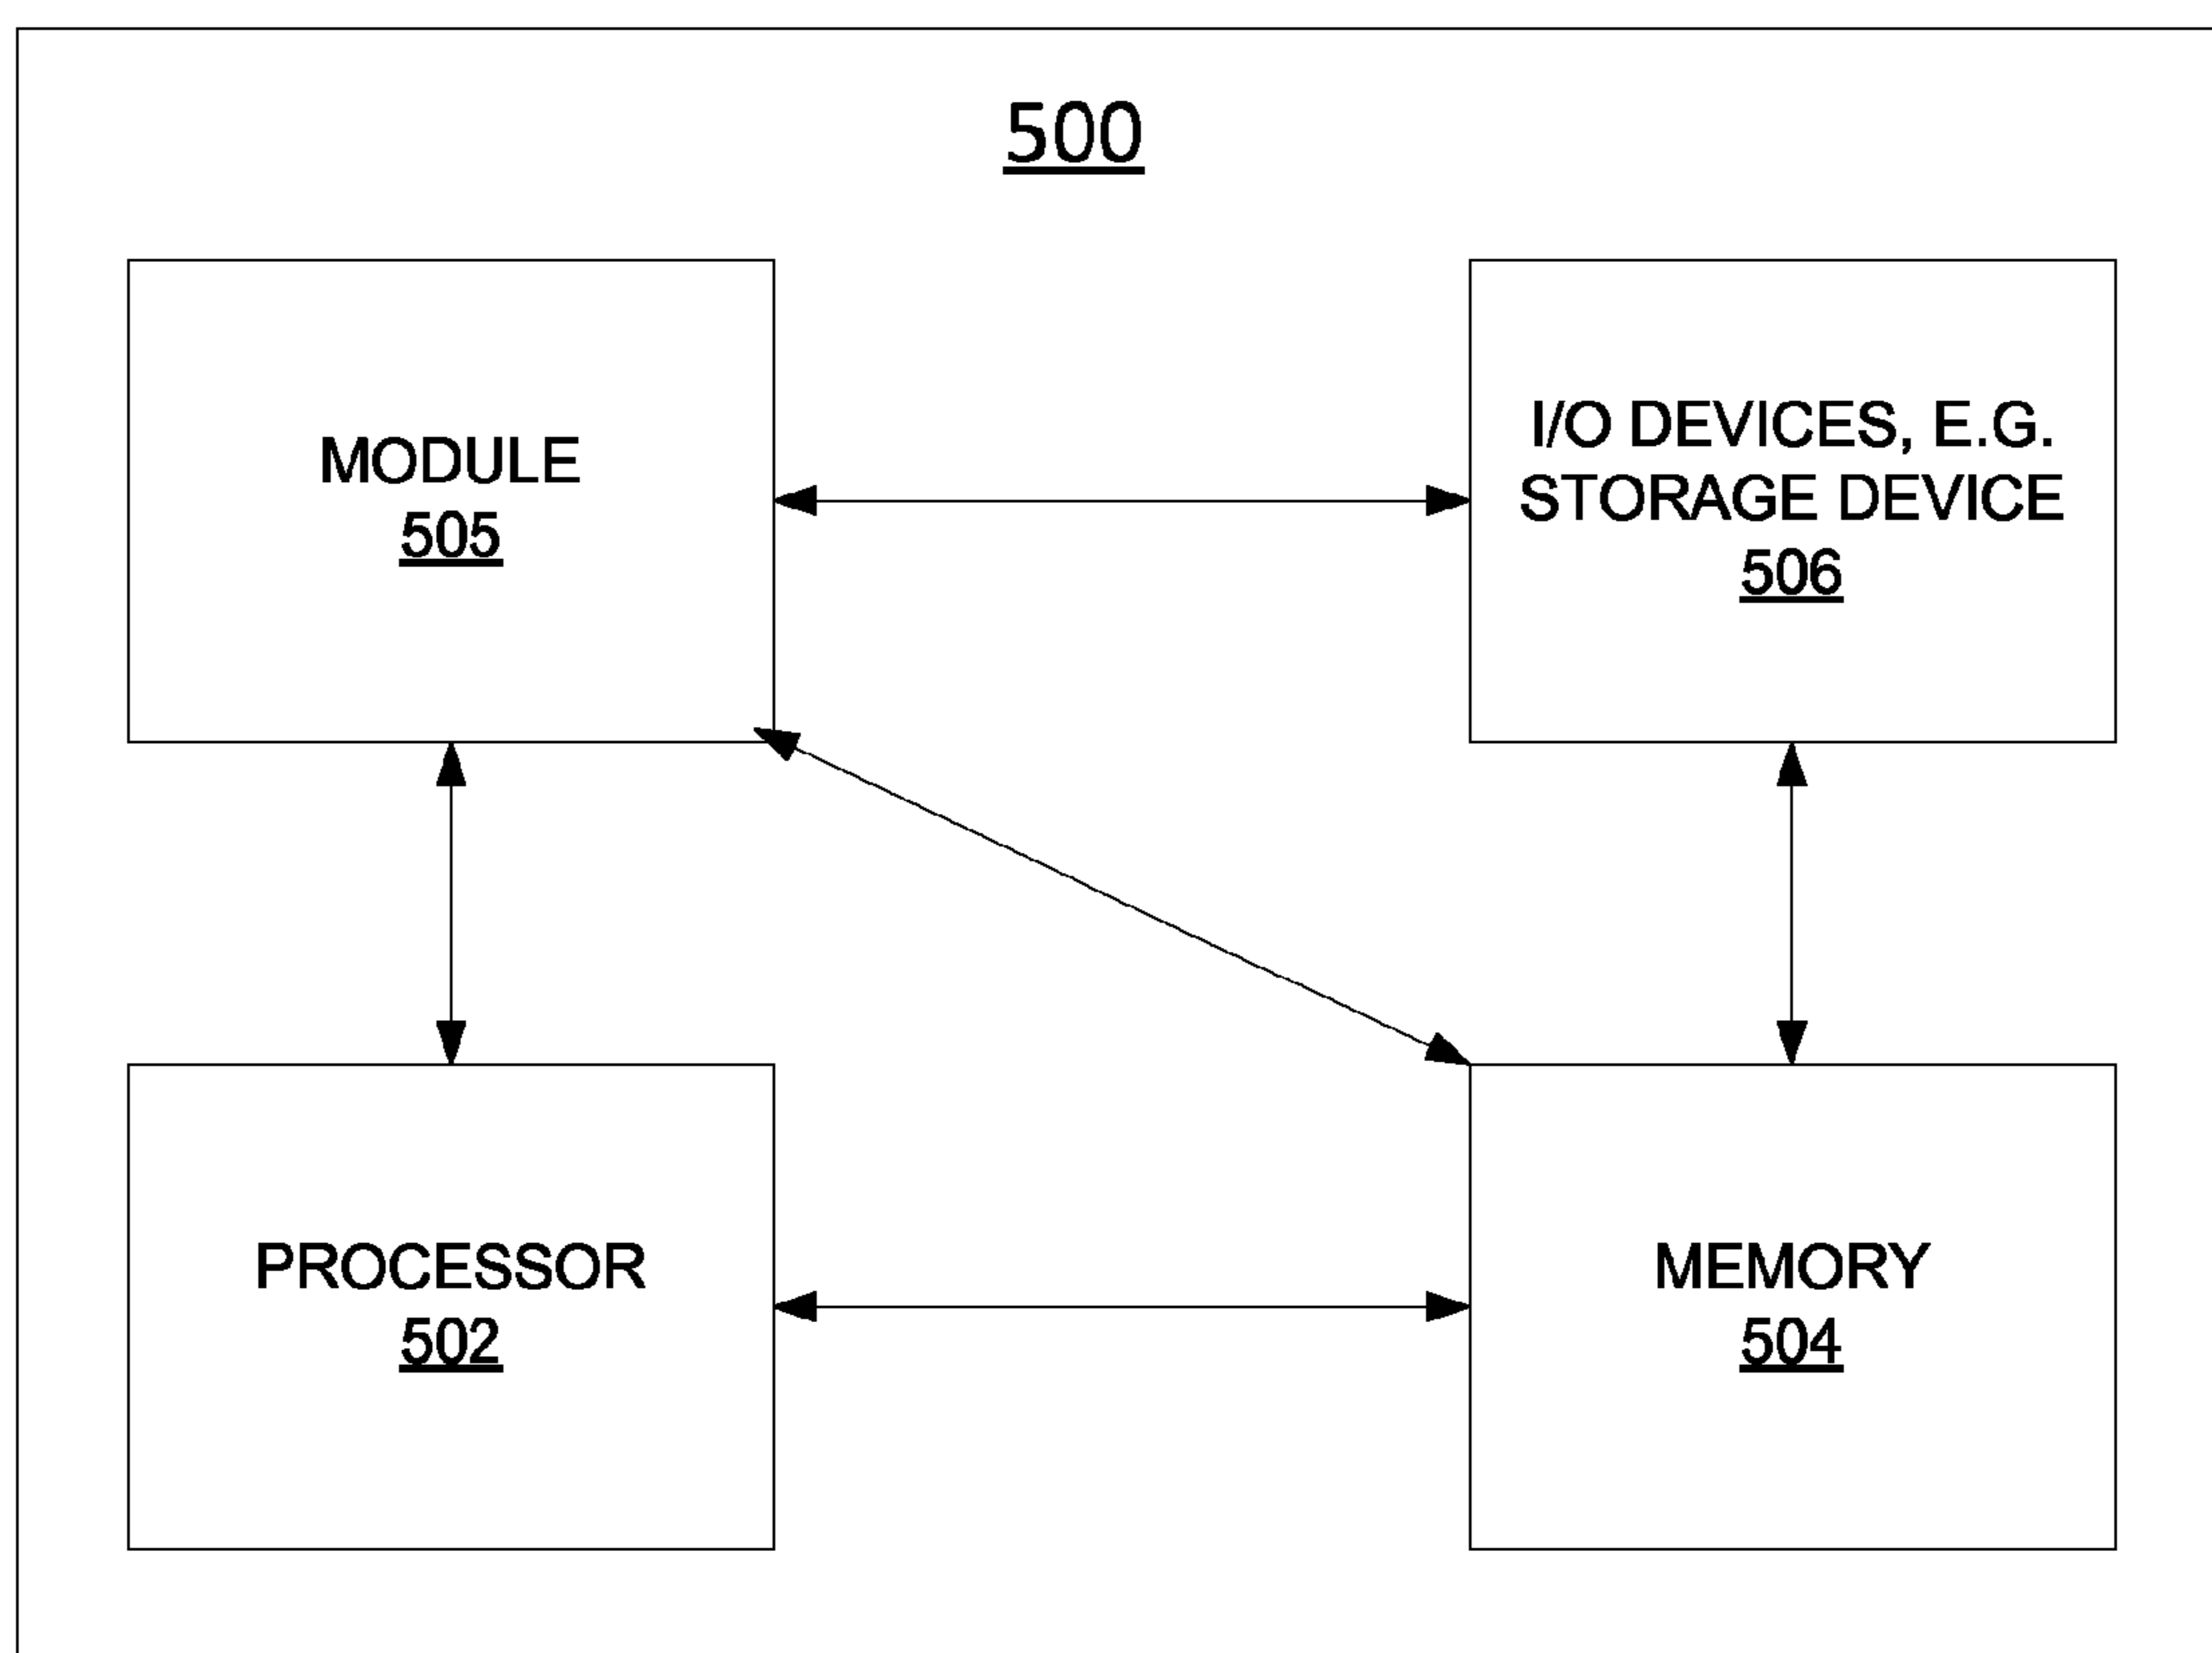 500
MODULE
505
I/O DEVICES, E.G.
STORAGE DEVICE
506
PROCESSOR
502
MEMORY
504